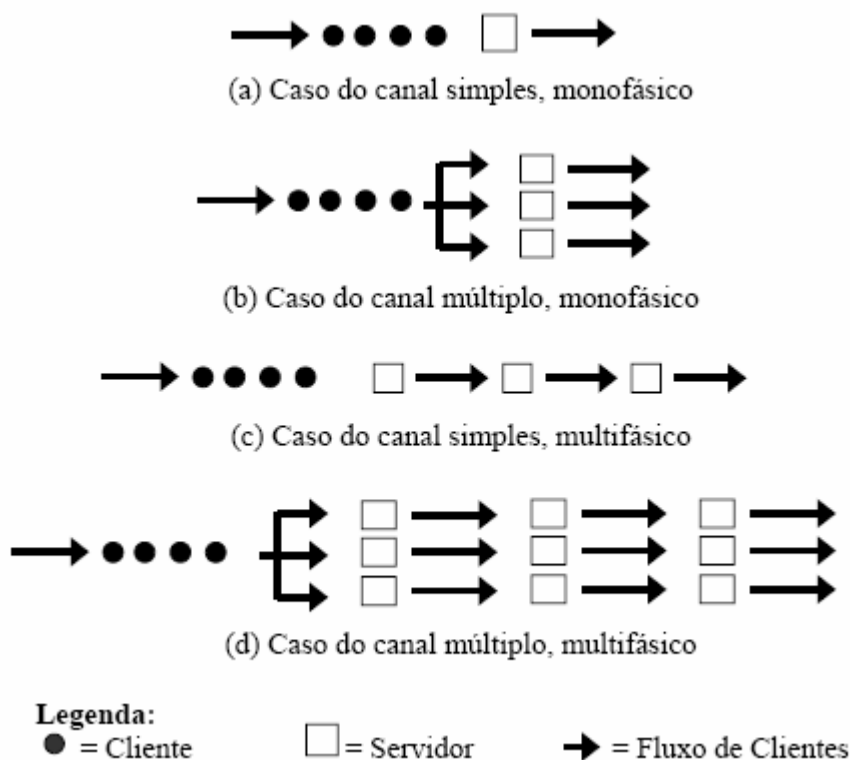 (a) Caso do canal simples, monofásico
(b) Caso do canal múltiplo, monofásico
(c) Caso do canal simples, multifásico
(d) Caso do canal múltiplo, multifásico
Legenda:
= Cliente
= Servidor
= Fluxo de Clientes